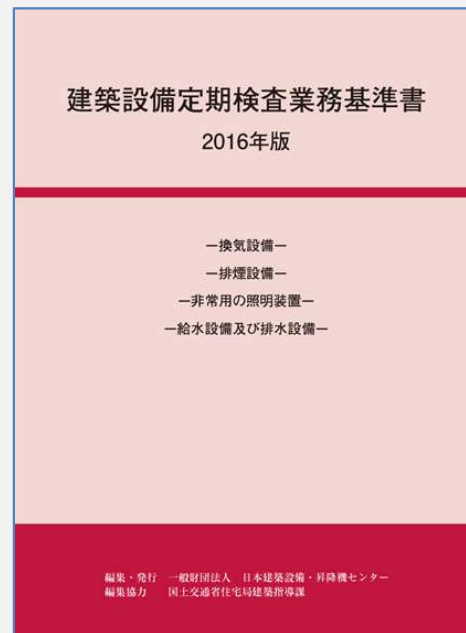 建築設備定期検査業務基準書
2016年版
ー換気設備ー
ー排煙設備ー
ー非常用の照明装置ー
ー給水設備及び排水設備ー
編集・発行　一般財団法人　日本建築設備・昇降機センター
編集協力　国土交通省住宅局建築指導課